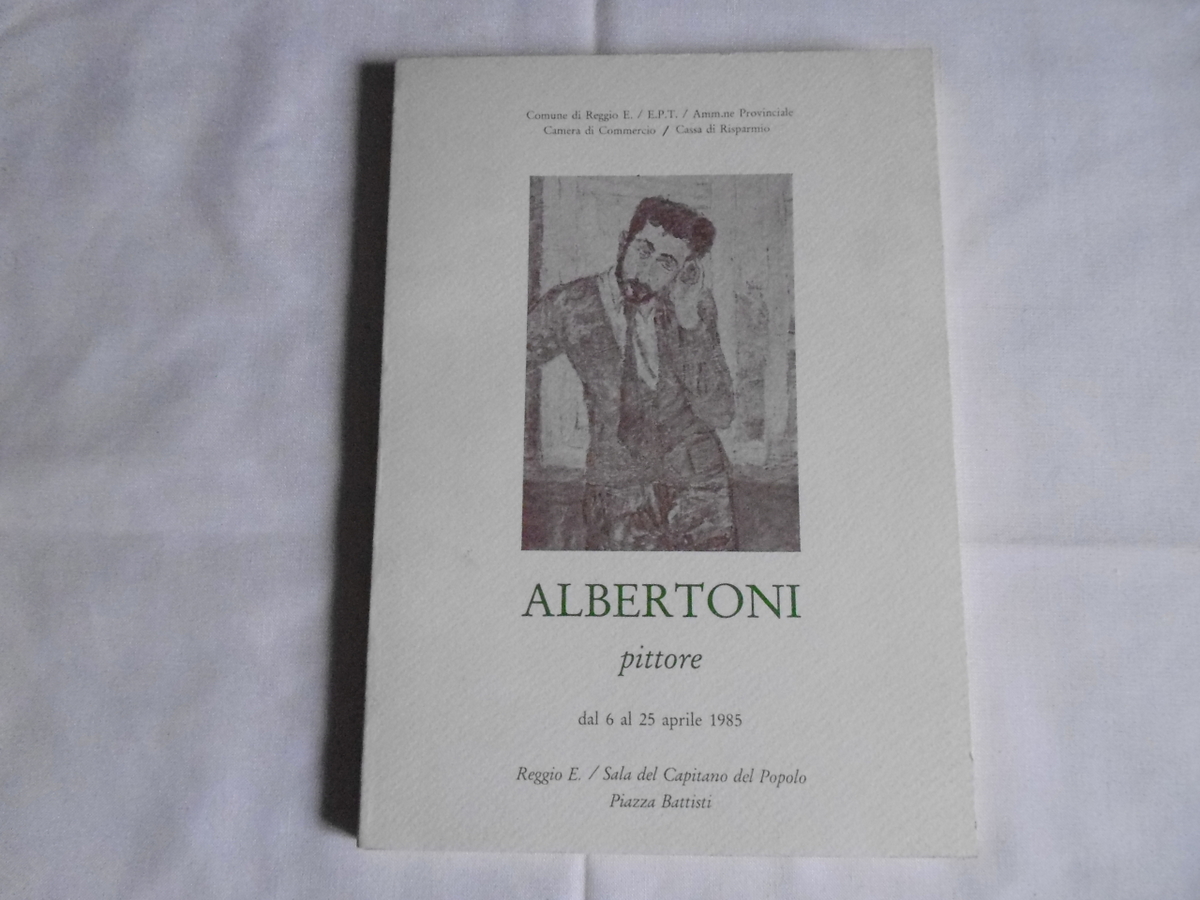 Comune di Reggio E. / E.P.T. / Amm.ne Provinciale
Camera di Commercio / Cassa di Risparmio
ALBERTONI
pittore
dal 6 al 25 aprile 1985
Reggio E. / Sala del Capitano del Popolo
Piazza Battisti